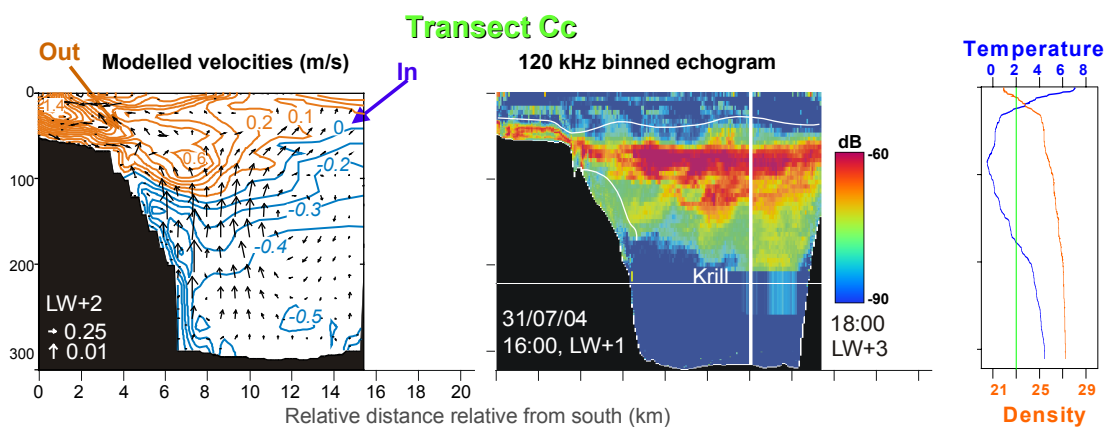 Transect Cc
Out
Modelled velocities (m/s)
In
120 kHz binned echogram
Temperature
0 2 4 6 8
0
100
200
300
1.4
0.2
0.1
0
0.6
-0.2
-0.3
-0.4
-0.5
LW+2
0.25
0.01
0 2 4 6 8 10 12 14 16 18 20
Krill
31/07/04
16:00, LW+1
dB
-60
-90
18:00
LW+3
21 25 29
Density
Relative distance relative from south (km)